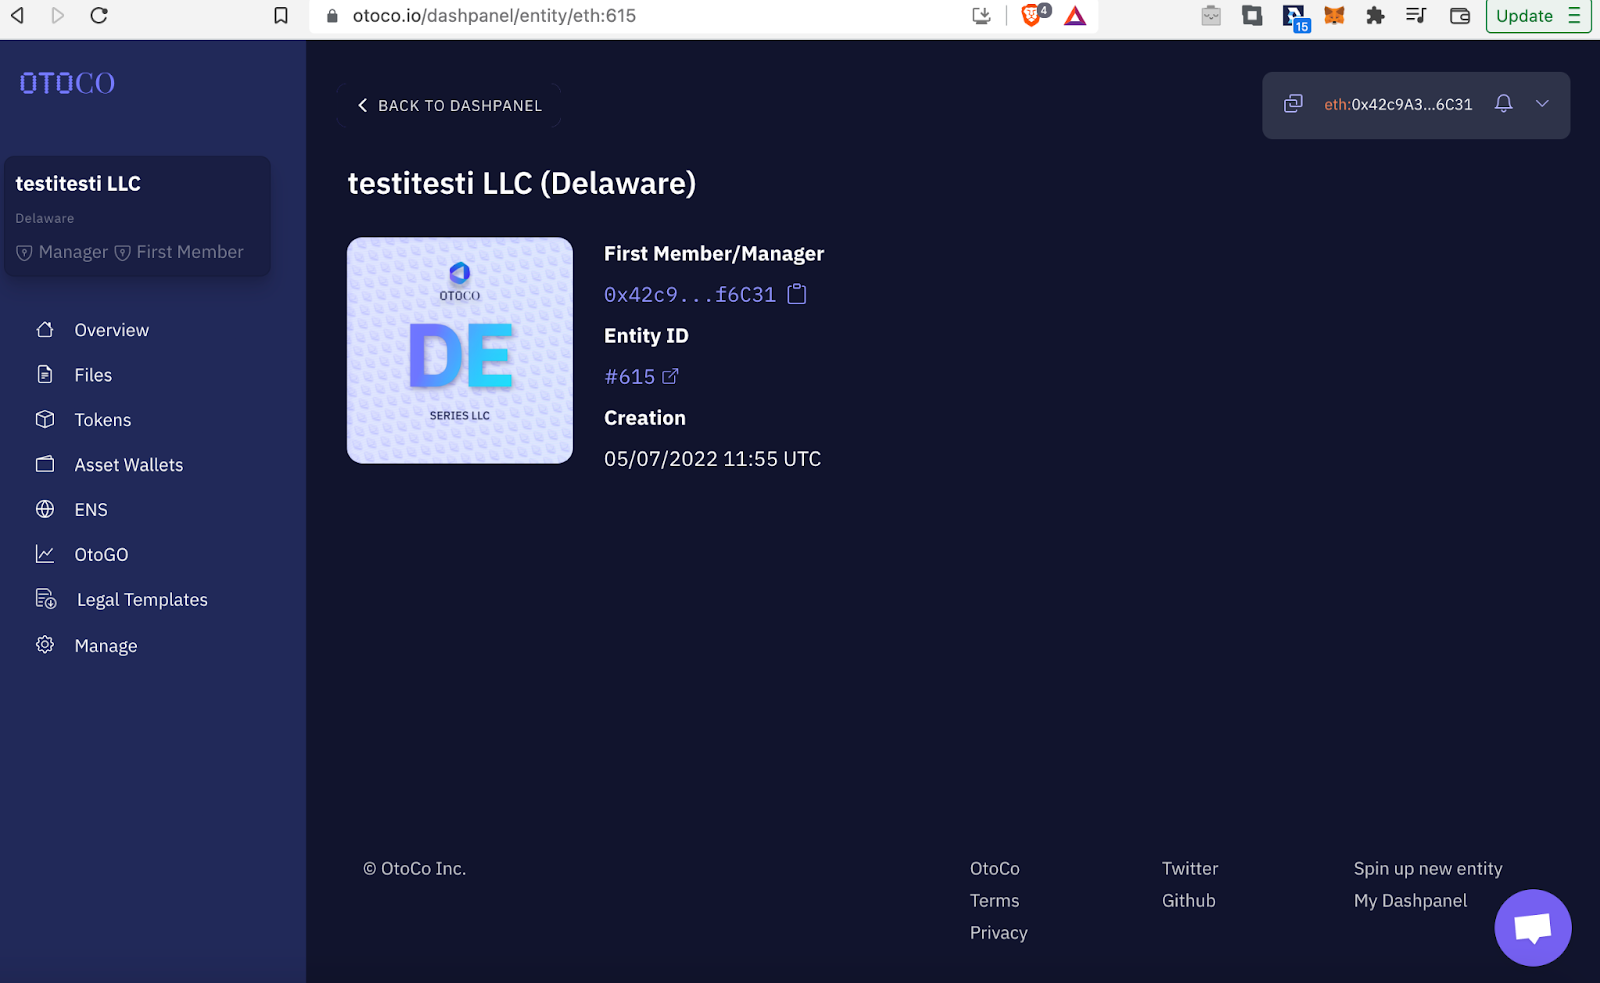 otoco.io/dashpanel/entity/eth:615
4
15
Update
OTOCO
testitesti LLC
Delaware
Manager First Member
Overview
Files
Tokens
Asset Wallets
ENS
OtoGO
Legal Templates
Manage
BACK TO DASHPANEL
eth:0x42c9A3...6C31
testitesti LLC (Delaware)
OTOCO
DE
SERIES LLC
First Member/Manager
0x42c9...f6C31
Entity ID
#615
Creation
05/07/2022 11:55 UTC
© OtoCo Inc.
OtoCo
Terms
Privacy
Twitter
Github
Spin up new entity
My Dashpanel